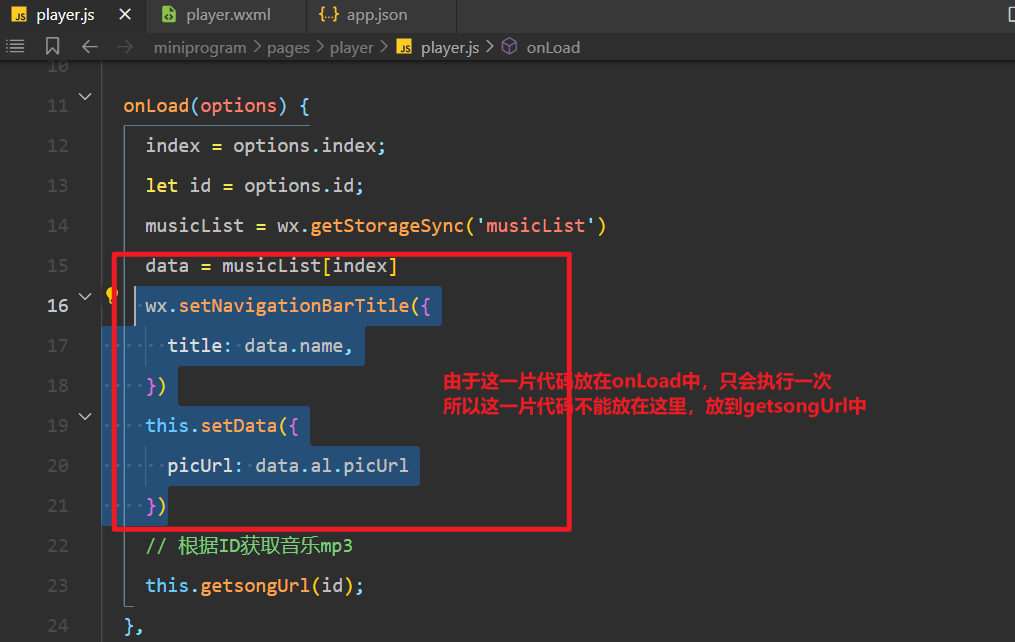 JS player.js × player.wxml {..} app.json
miniprogram > pages > player > JS player.js > onLoad
10
11 onLoad(options) {
12 index = options.index;
13 let id = options.id;
14 musicList = wx.getStorageSync('musicList')
15 data = musicList[index]
16 wx.setNavigationBarTitle({
17 title: data.name,
18 })
19 this.setData({
20 picUrl: data.al.picUrl
21 })
由于这一片代码放在onLoad中，只会执行一次
所以这一片代码不能放在这里，放到getsongUrl中
22 // 根据ID获取音乐mp3
23 this.getsongUrl(id);
24 },